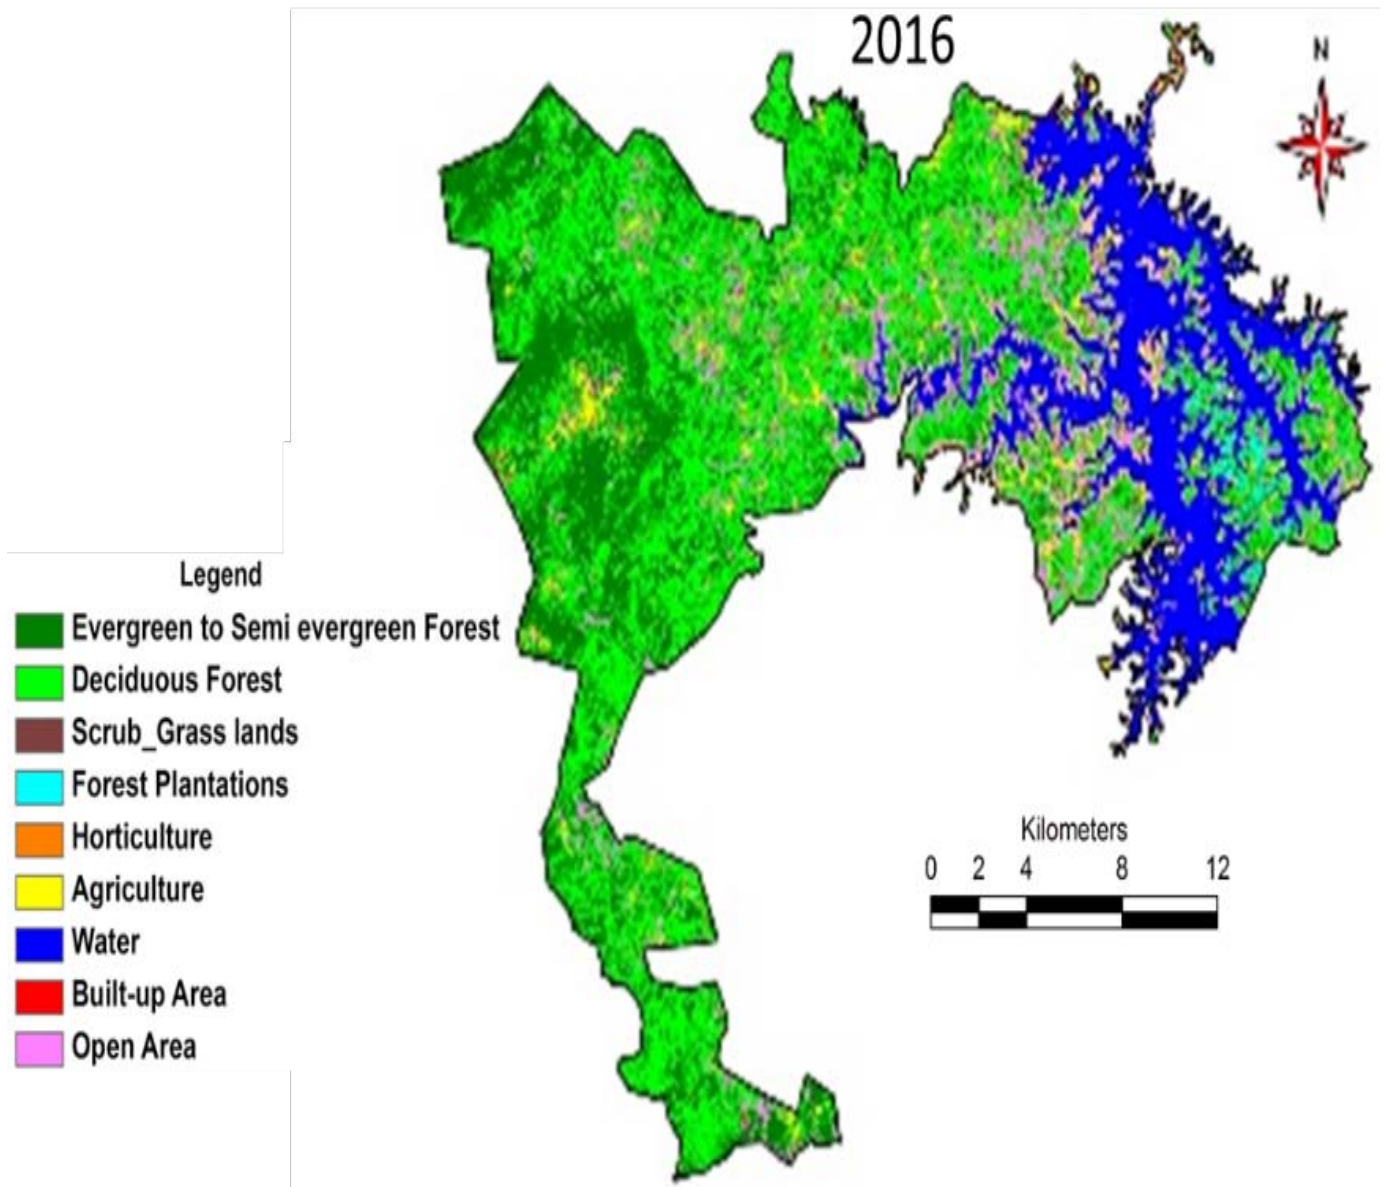 2016
N
Legend
Evergreen to Semi evergreen Forest
Deciduous Forest
Scrub_Grass lands
Forest Plantations
Horticulture
Agriculture
Water
Built-up Area
Open Area
Kilometers
0 2 4 8 12